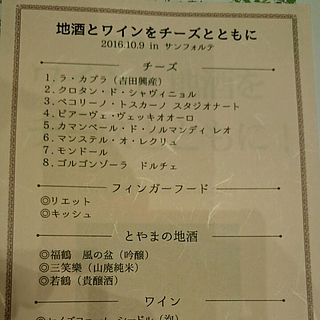 地酒とワインをチーズとともに
2016.10.9 in サンフォルテ
チーズ
1．ラ・カプラ（吉田興産）
2．クロタン・ド・シャヴィニョル
3．ペコリーノ・トスカーノ スタジオナート
4．ピアーヴェ・ヴェッキオオーロ
5．カマンベール・ド・ノルマンディ レオ
6．マンステル・オ・レクリュ
7．モンドール
8．ゴルゴンゾーラ ドルチェ
フィンガーフード
◎リエット
◎キッシュ
とやまの地酒
◎福鶴 風の盆（吟醸）
◎三笑樂（山廃純米）
◎若鶴（貴醸酒）
ワイン